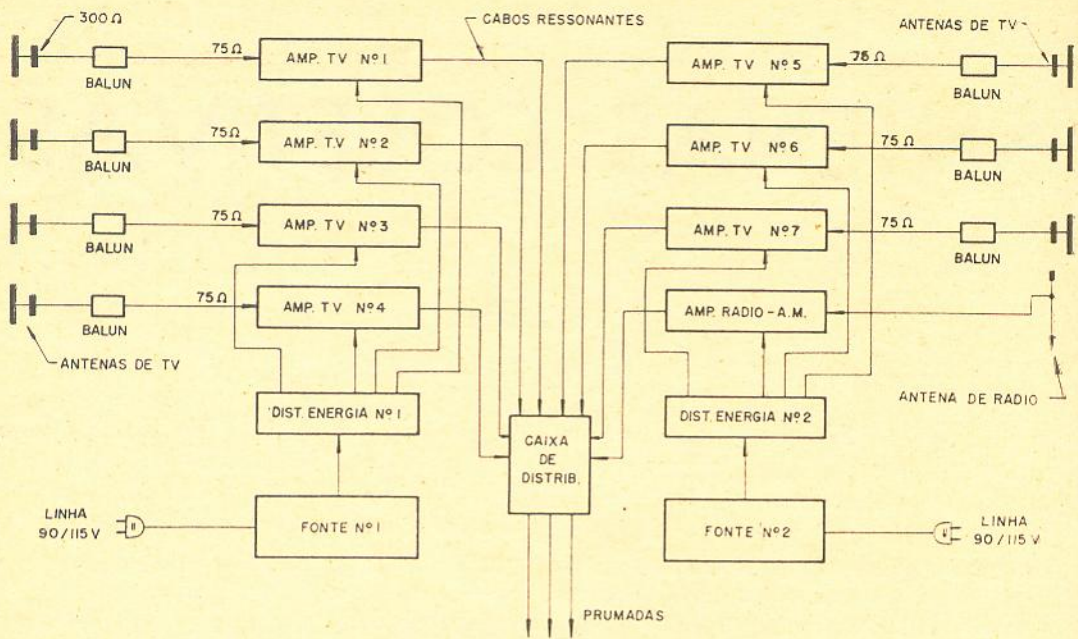 300 Ω
CABOS RESSONANTES
ANTENAS DE TV
75 Ω
AMP. TV Nº 1
AMP. TV Nº 5
75 Ω
BALUN
BALUN
75 Ω
AMP. T.V Nº 2
AMP. TV Nº 6
75 Ω
BALUN
BALUN
75 Ω
AMP. TV Nº 3
AMP. TV Nº 7
75 Ω
BALUN
BALUN
75 Ω
AMP. TV Nº 4
AMP. RADIO - A.M.
BALUN
ANTENAS DE TV
ANTENA DE RADIO
DIST. ENERGIA Nº 1
DIST. ENERGIA Nº 2
CAIXA
DE
DISTRIB.
LINHA
90/115 V
FONTE Nº 1
FONTE Nº 2
LINHA
90/115 V
PRUMADAS